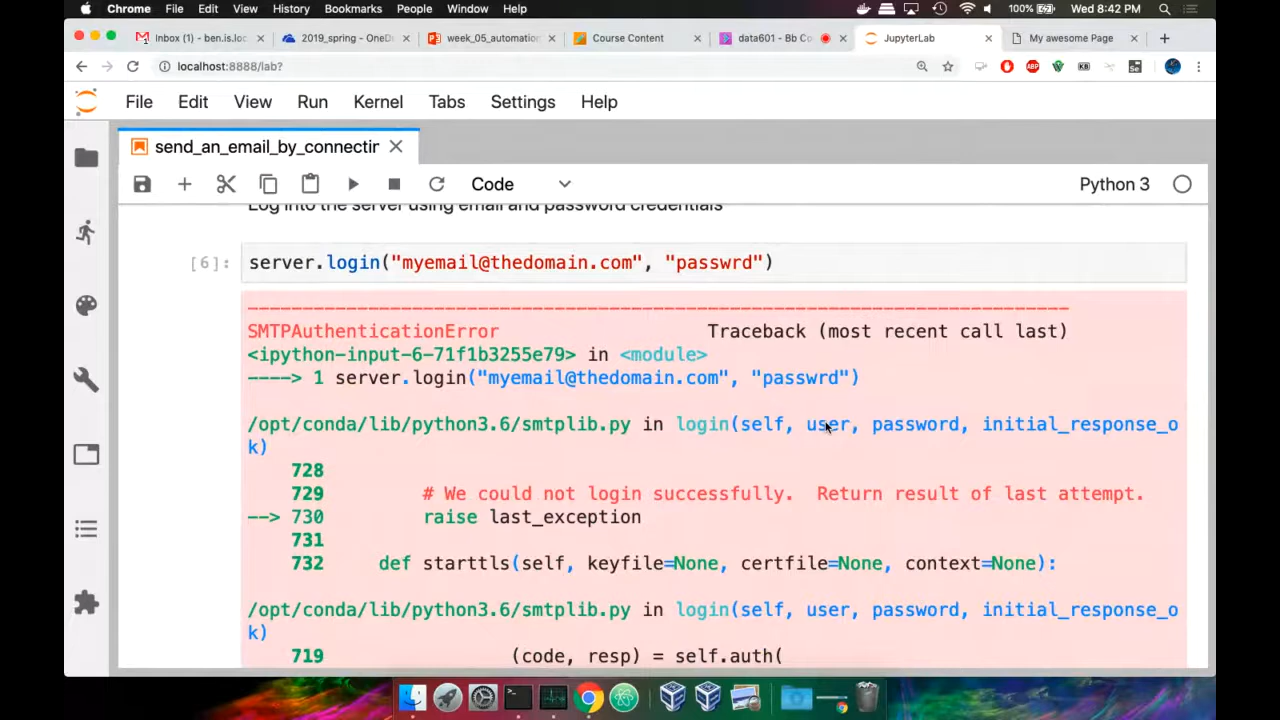 Chrome File Edit View History Bookmarks People Window Help 100% Wed 8:42 PM
Inbox (1) - ben.is.loc
2019_spring - OneD
week_05_automation
Course Content
data601 - Bb Co
JupyterLab
My awesome Page
localhost:8888/lab?
File Edit View Run Kernel Tabs Settings Help
send_an_email_by_connectin
Code
Python 3
Log into the server using email and password credentials
[6]: server.login("myemail@thedomain.com", "passwrd")
---------------------------------------------------------------------------
SMTPAuthenticationError Traceback (most recent call last)
<ipython-input-6-71f1b3255e79> in <module>
----> 1 server.login("myemail@thedomain.com", "passwrd")
/opt/conda/lib/python3.6/smtplib.py in login(self, user, password, initial_response_o
k)
728
729 # We could not login successfully. Return result of last attempt.
--> 730 raise last_exception
731
732 def starttls(self, keyfile=None, certfile=None, context=None):
/opt/conda/lib/python3.6/smtplib.py in login(self, user, password, initial_response_o
k)
719 (code, resp) = self.auth(